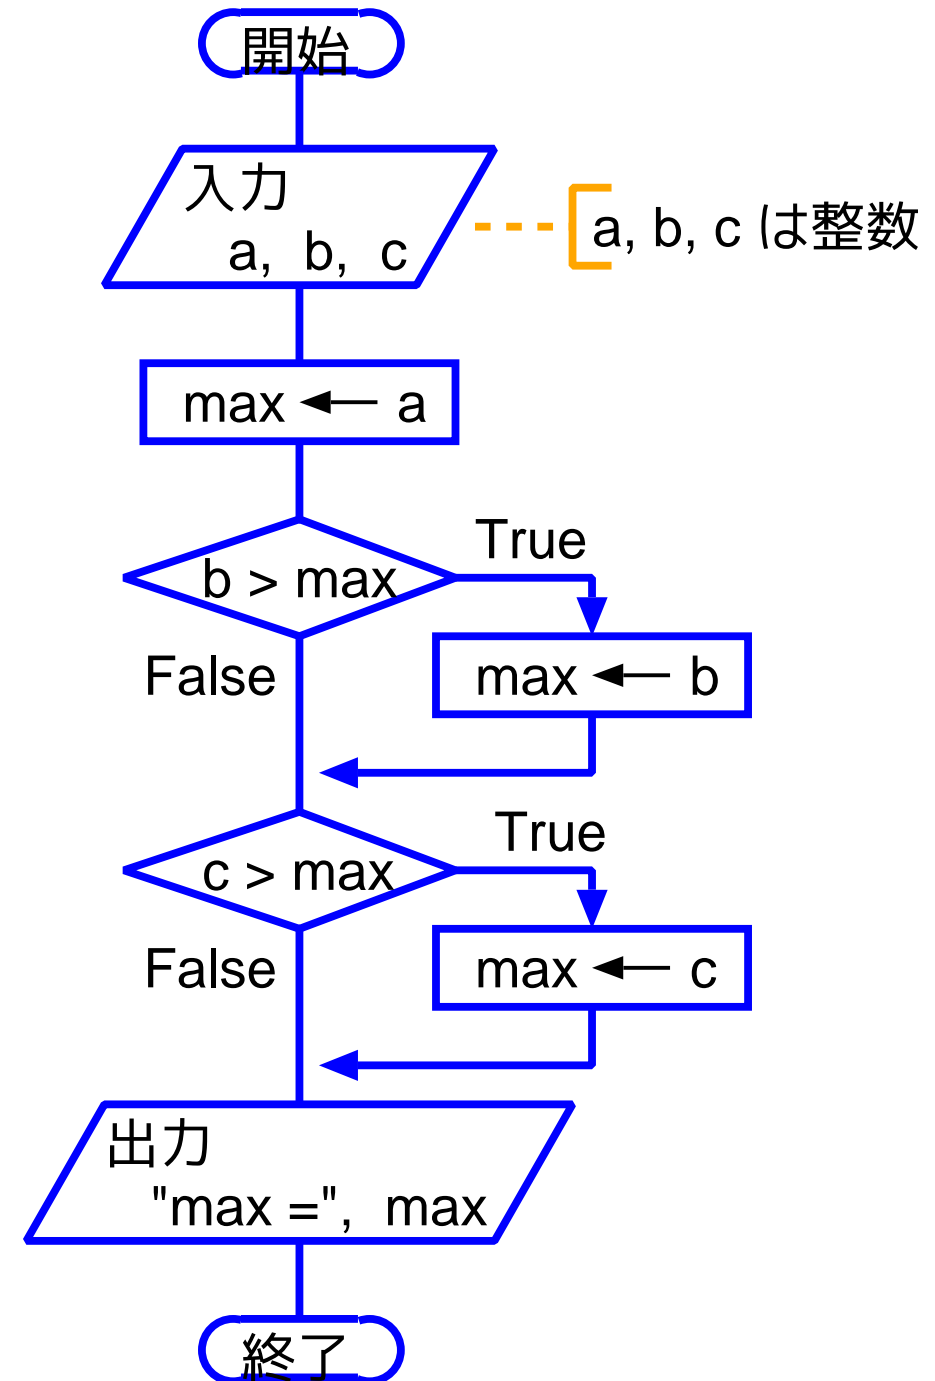 開始
入力
a, b, c
a, b, c は整数
max ← a
b > max
True
False
max ← b
c > max
True
False
max ← c
出力
"max =", max
終了